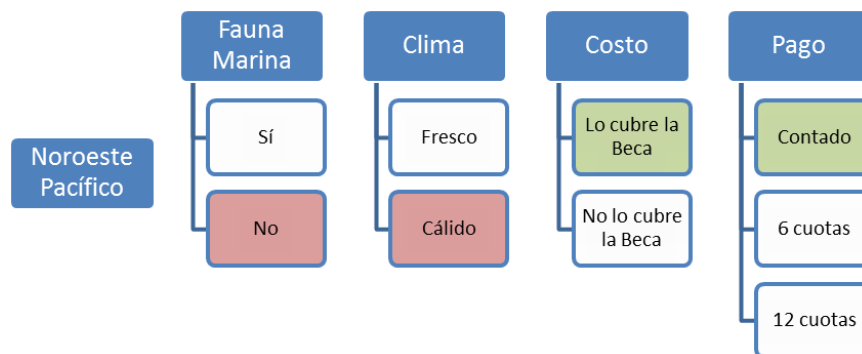 Fauna
Marina
Sí
No
Clima
Fresco
Cálido
Costo
Lo cubre la
Beca
No lo cubre
la Beca
Pago
Contado
6 cuotas
12 cuotas
Noroeste
Pacífico